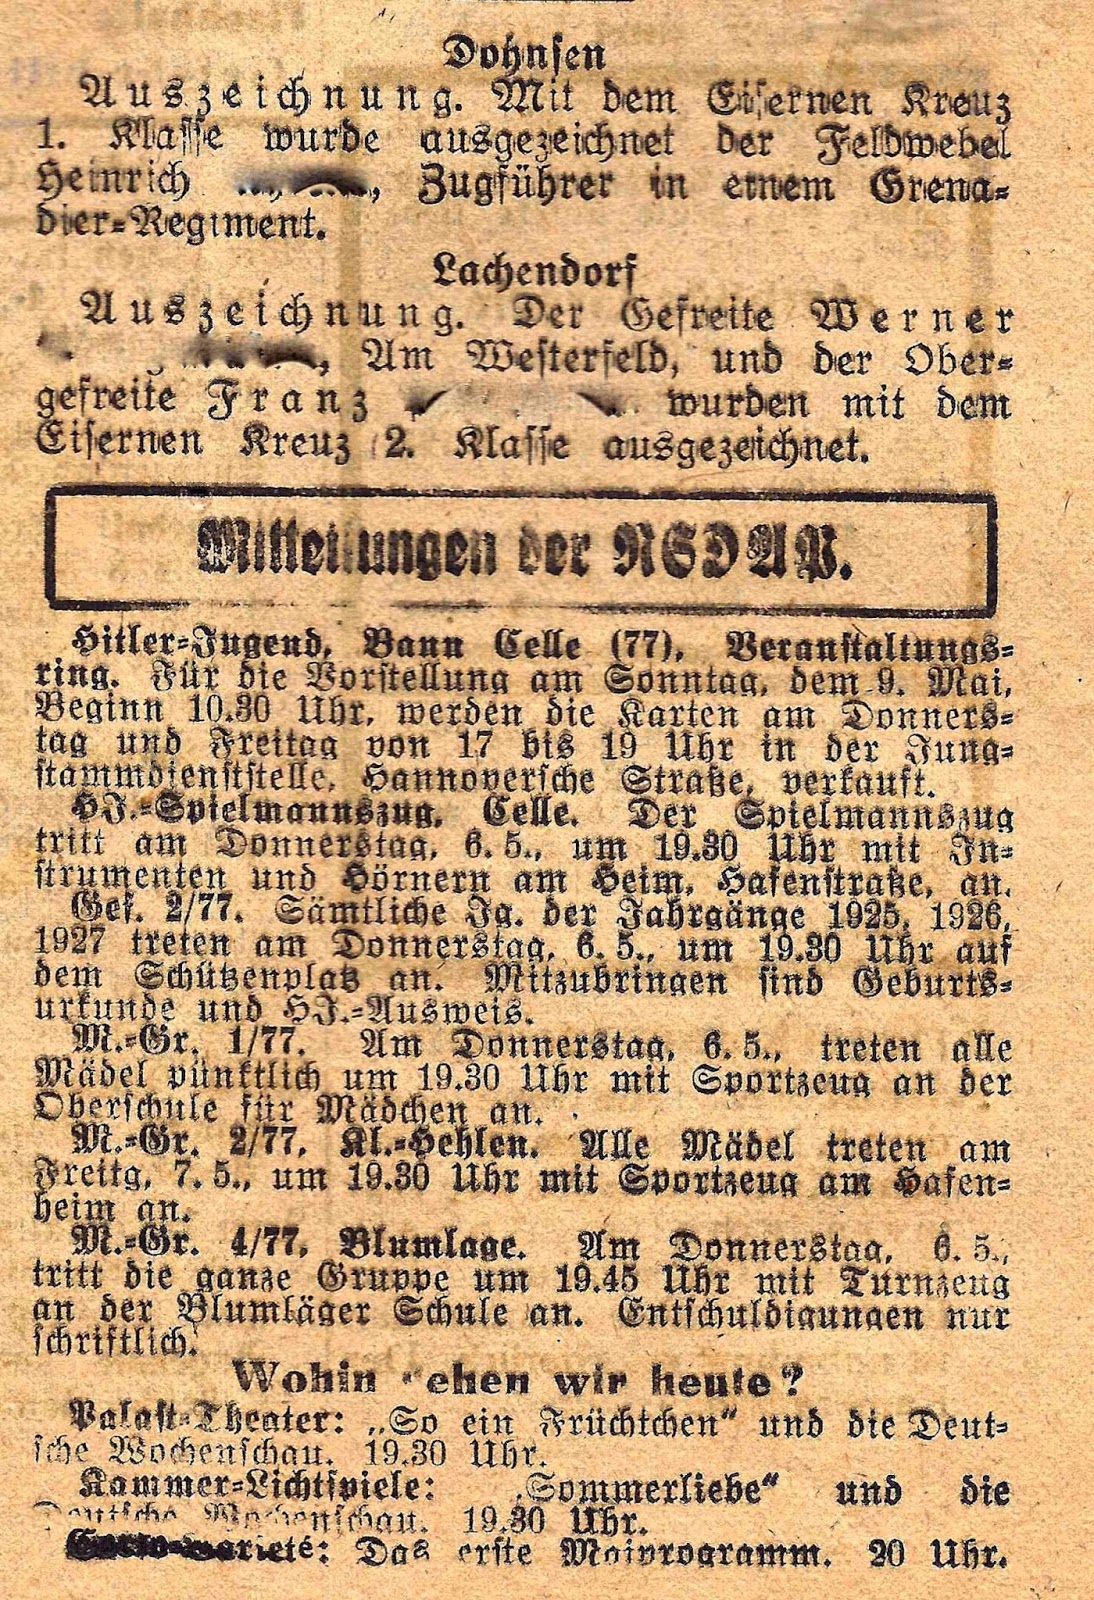 Dohnsen
Auszeichnung. Mit dem Eisernen Kreuz
1. Klasse wurde ausgezeichnet der Feldwebel
Heinrich , Zugführer in einem Grena-
dier-Regiment.
Lachendorf
Auszeichnung. Der Gefreite Werner
, Am Westerfeld, und der Ober-
gefreite Franz wurden mit dem
Eisernen Kreuz 2. Klasse ausgezeichnet.
Mitteilungen der NSDAP.
Hitler-Jugend, Bann Celle (77), Veranstaltungs-
ring. Für die Vorstellung am Sonntag, dem 9. Mai,
Beginn 10.30 Uhr, werden die Karten am Donners-
tag und Freitag von 17 bis 19 Uhr in der Jung-
stammdienststelle, Hannoversche Straße, verkauft.
HJ.-Spielmannszug, Celle. Der Spielmannszug
tritt am Donnerstag, 6. 5., um 19.30 Uhr mit In-
strumenten und Hörnern am Heim, Hafenstraße, an.
Gef. 2/77. Sämtliche Jg. der Jahrgänge 1925, 1926,
1927 treten am Donnerstag, 6. 5., um 19.30 Uhr auf
dem Schützenplatz an. Mitzubringen sind Geburts-
urkunde und HJ.-Ausweis.
M.-Gr. 1/77. Am Donnerstag, 6. 5., treten alle
Mädel pünktlich um 19.30 Uhr mit Sportzeug an der
Oberschule für Mädchen an.
M.-Gr. 2/77, Kl.-Hehlen. Alle Mädel treten am
Freitg, 7. 5., um 19.30 Uhr mit Sportzeug am Hafen-
heim an.
M.-Gr. 4/77, Blumlage. Am Donnerstag, 6. 5.,
tritt die ganze Gruppe um 19.45 Uhr mit Turnzeug
an der Blumläger Schule an. Entschuldigungen nur
schriftlich.
Wohin gehen wir heute?
Palast-Theater: „So ein Früchtchen“ und die Deut-
sche Wochenschau. 19.30 Uhr.
Kammer-Lichtspiele: „Sommerliebe“ und die
Deutsche Wochenschau. 19.30 Uhr.
Varieté: Das erste Maiprogramm. 20 Uhr.